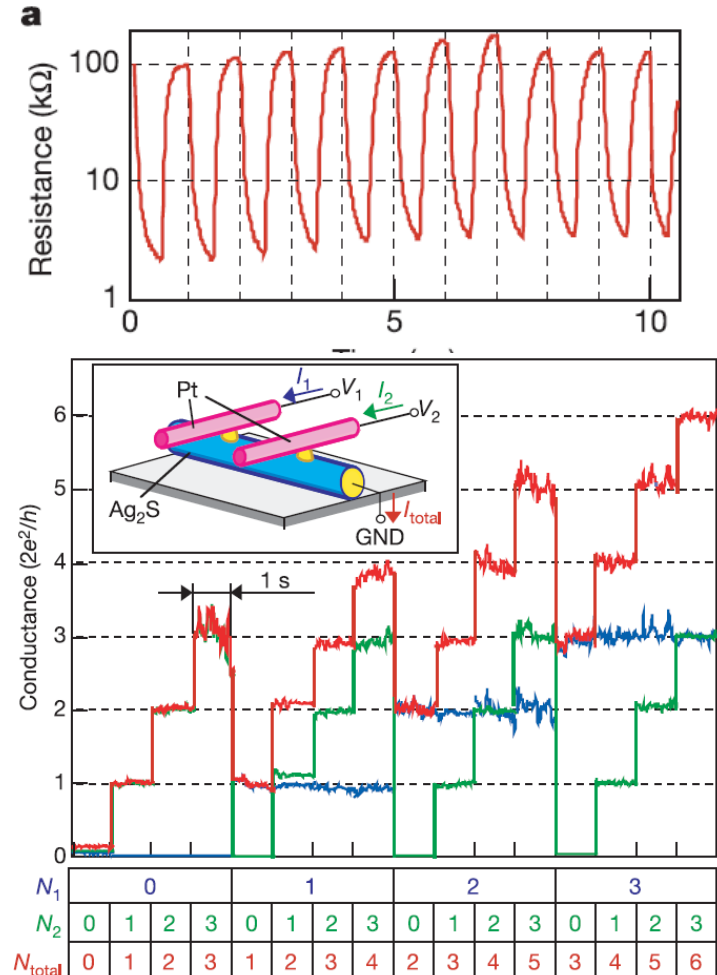 a
Resistance (kΩ)
100
10
1
0 5 10
Conductance (2e²/h)
6
5
4
3
2
1
0
Pt
I₁
V₁
I₂
V₂
Ag₂S
I_total
GND
1 s
N₁ 0 1 2 3
N₂ 0 1 2 3 0 1 2 3 0 1 2 3 0 1 2 3
N_total 0 1 2 3 1 2 3 4 2 3 4 5 3 4 5 6